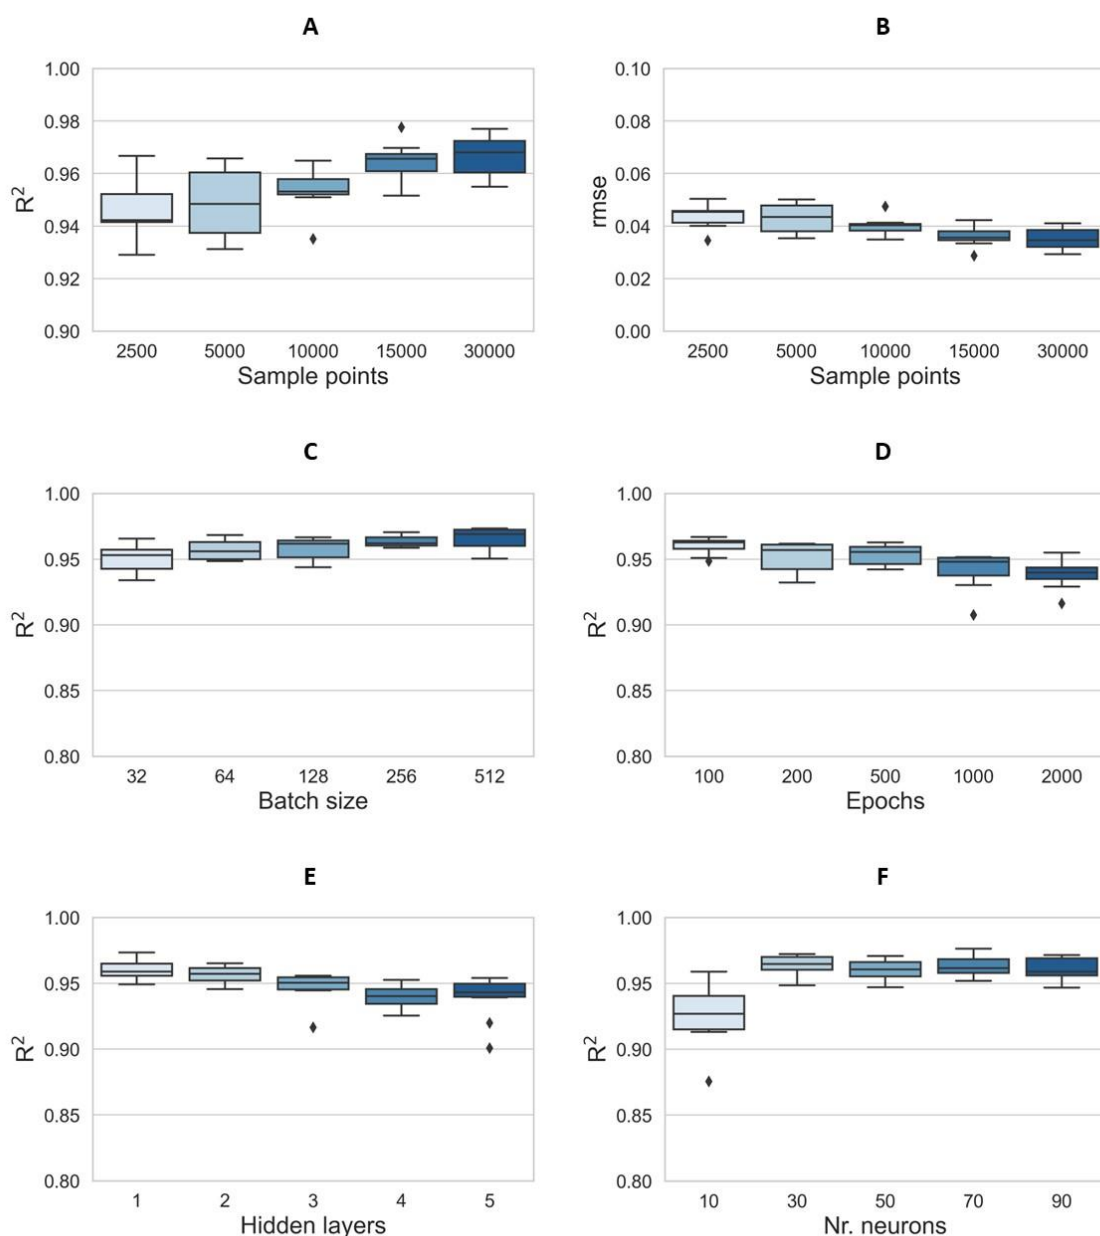 A
B
1.00
0.98
0.96
0.94
0.92
0.90
R²
2500 5000 10000 15000 30000
Sample points
0.10
0.08
0.06
0.04
0.02
0.00
rmse
2500 5000 10000 15000 30000
Sample points
C
D
1.00
0.95
0.90
0.85
0.80
R²
32 64 128 256 512
Batch size
1.00
0.95
0.90
0.85
0.80
R²
100 200 500 1000 2000
Epochs
E
F
1.00
0.95
0.90
0.85
0.80
R²
1 2 3 4 5
Hidden layers
1.00
0.95
0.90
0.85
0.80
R²
10 30 50 70 90
Nr. neurons